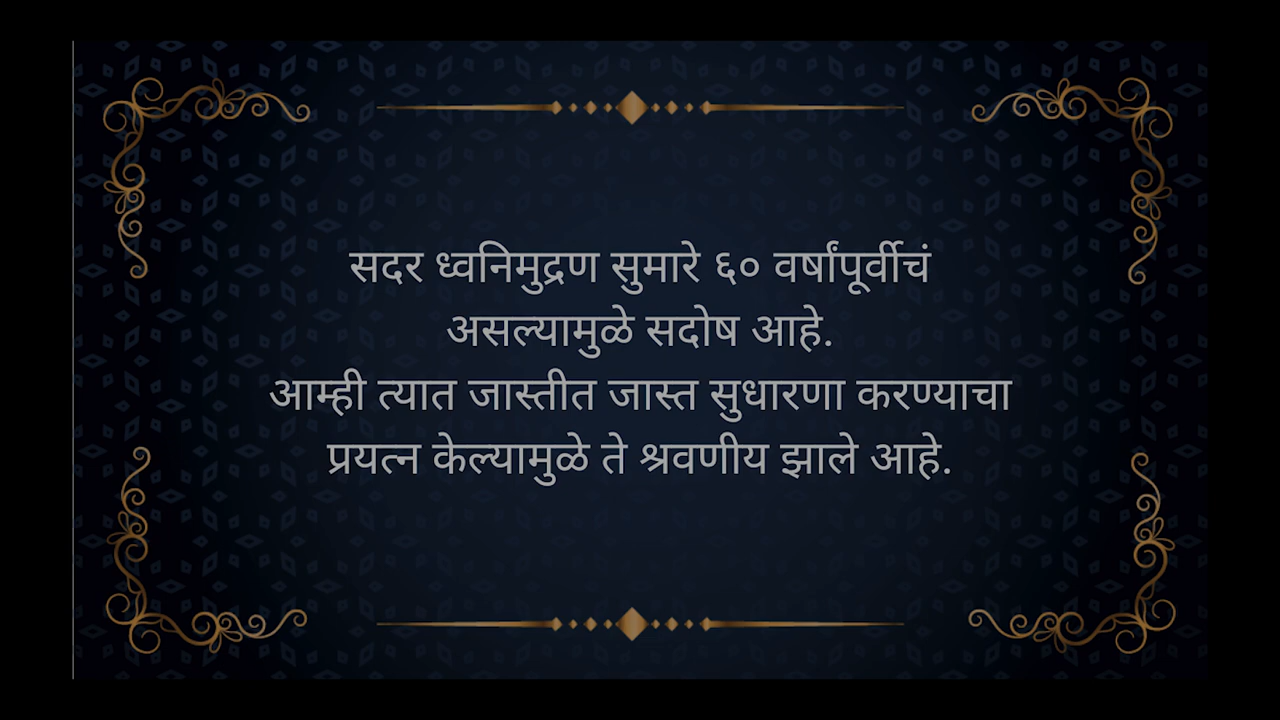 सदर ध्वनिमुद्रण सुमारे ६० वर्षांपूर्वीचं
असल्यामुळे सदोष आहे.
आम्ही त्यात जास्तीत जास्त सुधारणा करण्याचा
प्रयत्न केल्यामुळे ते श्रवणीय झाले आहे.